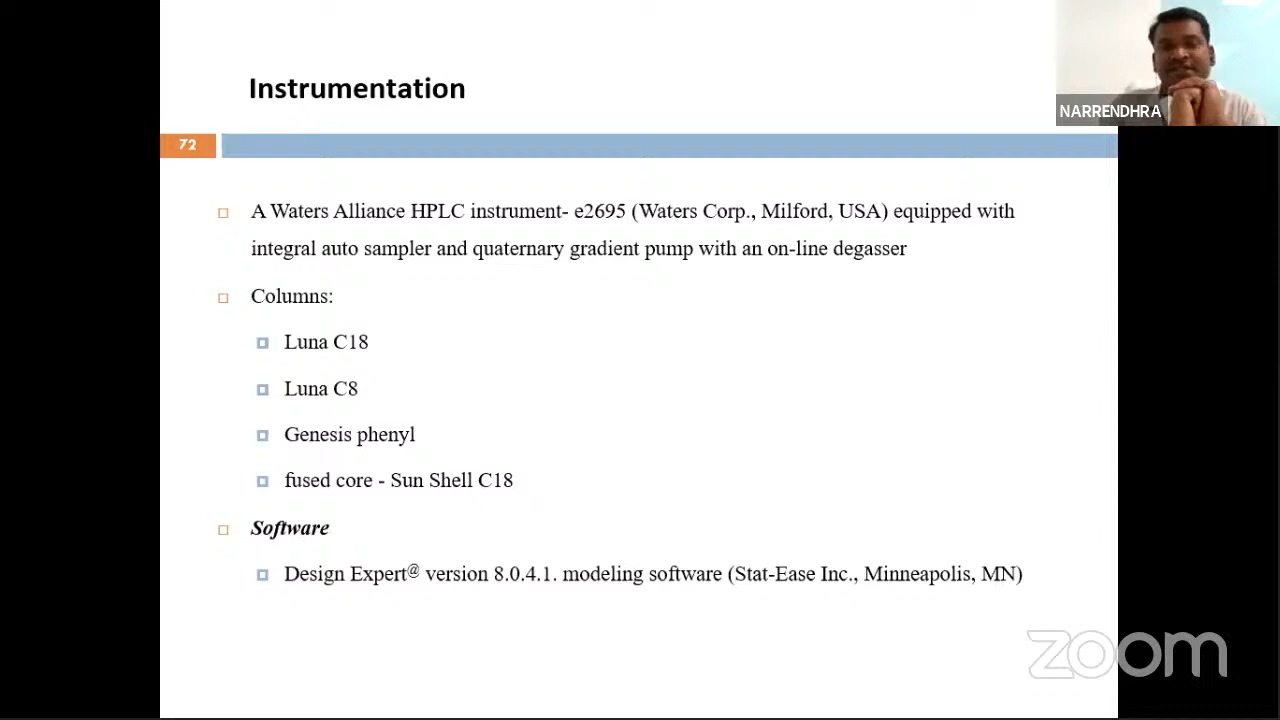 Instrumentation
NARRENDHRA
72
A Waters Alliance HPLC instrument- e2695 (Waters Corp., Milford, USA) equipped with
integral auto sampler and quaternary gradient pump with an on-line degasser
Columns:
Luna C18
Luna C8
Genesis phenyl
fused core - Sun Shell C18
Software
Design Expert@ version 8.0.4.1. modeling software (Stat-Ease Inc., Minneapolis, MN)
zoom